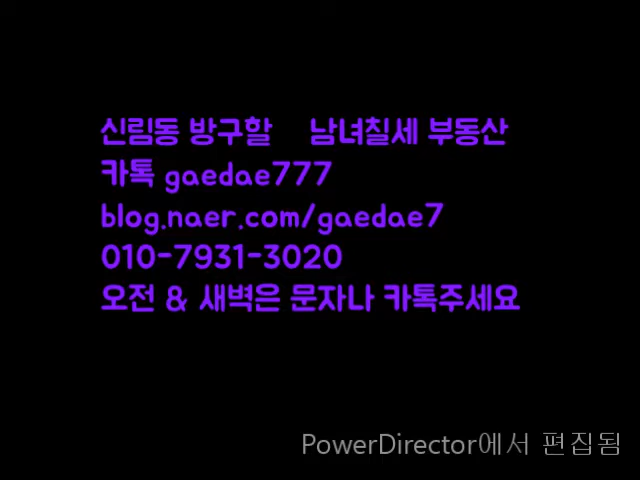 신림동 방구할 남녀칠세 부동산
카톡 gaedae777
blog.naer.com/gaedae7
010-7931-3020
오전 & 새벽은 문자나 카톡주세요
PowerDirector에서 편집됨